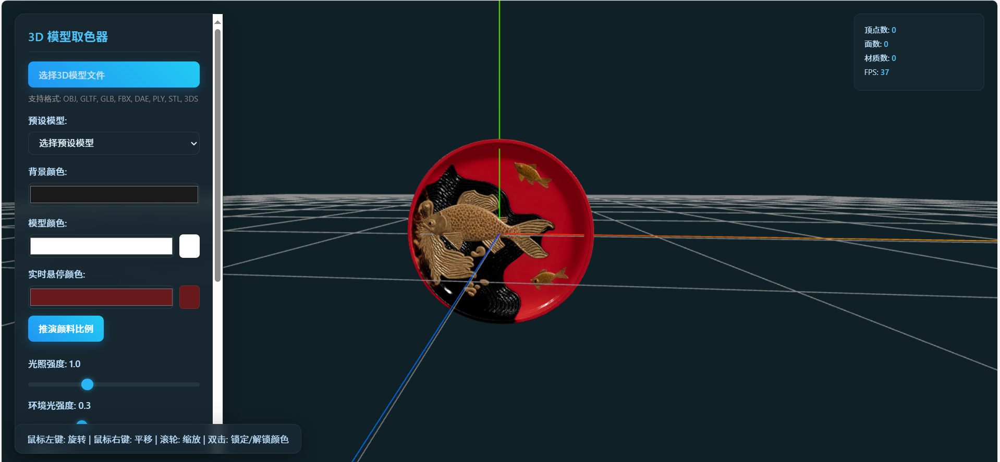 3D 模型取色器
选择3D模型文件
支持格式: OBJ, GLTF, GLB, FBX, DAE, PLY, STL, 3DS
预设模型:
选择预设模型
背景颜色:
模型颜色:
实时悬停颜色:
推演颜料比例
光照强度: 1.0
环境光强度: 0.3
鼠标左键: 旋转 | 鼠标右键: 平移 | 滚轮: 缩放 | 双击: 锁定/解锁颜色
顶点数: 0
面数: 0
材质数: 0
FPS: 37